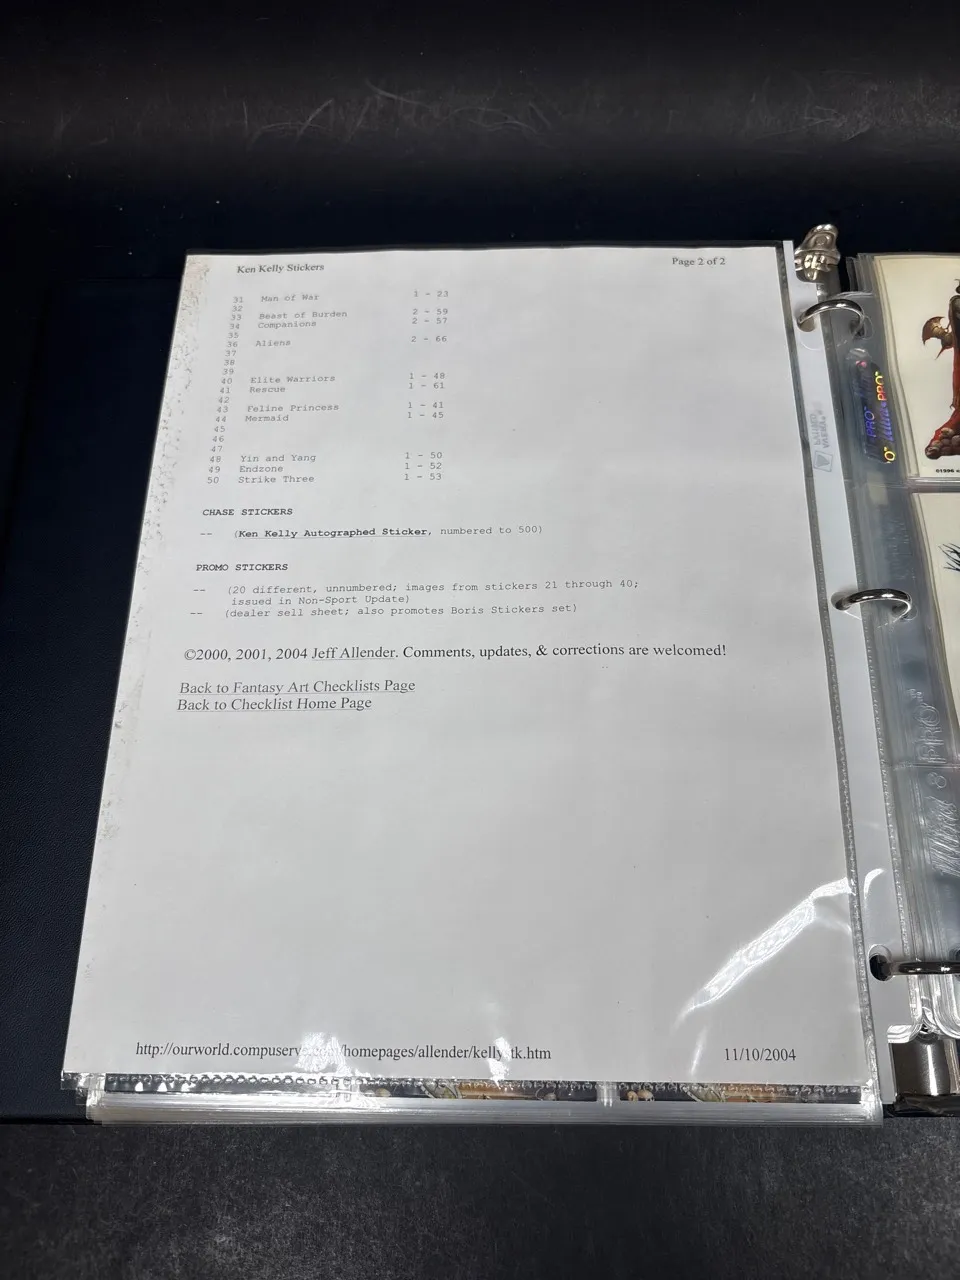 Ken Kelly Stickers Page 2 of 2
31 Man of War 1 - 23
32
33 Beast of Burden 2 - 59
34 Companions 2 - 57
35
36 Aliens 2 - 66
37
38
39
40 Elite Warriors 1 - 48
41 Rescue 1 - 61
42
43 Feline Princess 1 - 41
44 Mermaid 1 - 45
45
46
47
48 Yin and Yang 1 - 50
49 Endzone 1 - 52
50 Strike Three 1 - 53
CHASE STICKERS
-- (Ken Kelly Autographed Sticker, numbered to 500)
PROMO STICKERS
-- (20 different, unnumbered; images from stickers 21 through 40;
issued in Non-Sport Update)
-- (dealer sell sheet; also promotes Boris Stickers set)
©2000, 2001, 2004 Jeff Allender. Comments, updates, & corrections are welcomed!
Back to Fantasy Art Checklists Page
Back to Checklist Home Page
http://ourworld.compuserve.com/homepages/allender/kelly_tk.htm 11/10/2004
PRO
PRO
©1996
Ultra PRO